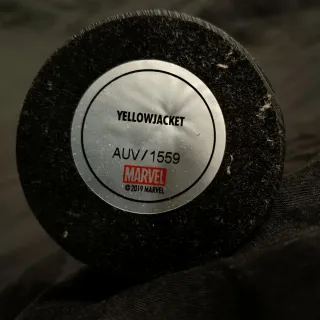 YELLOWJACKET
AUV/1559
MARVEL
© 2019 MARVEL